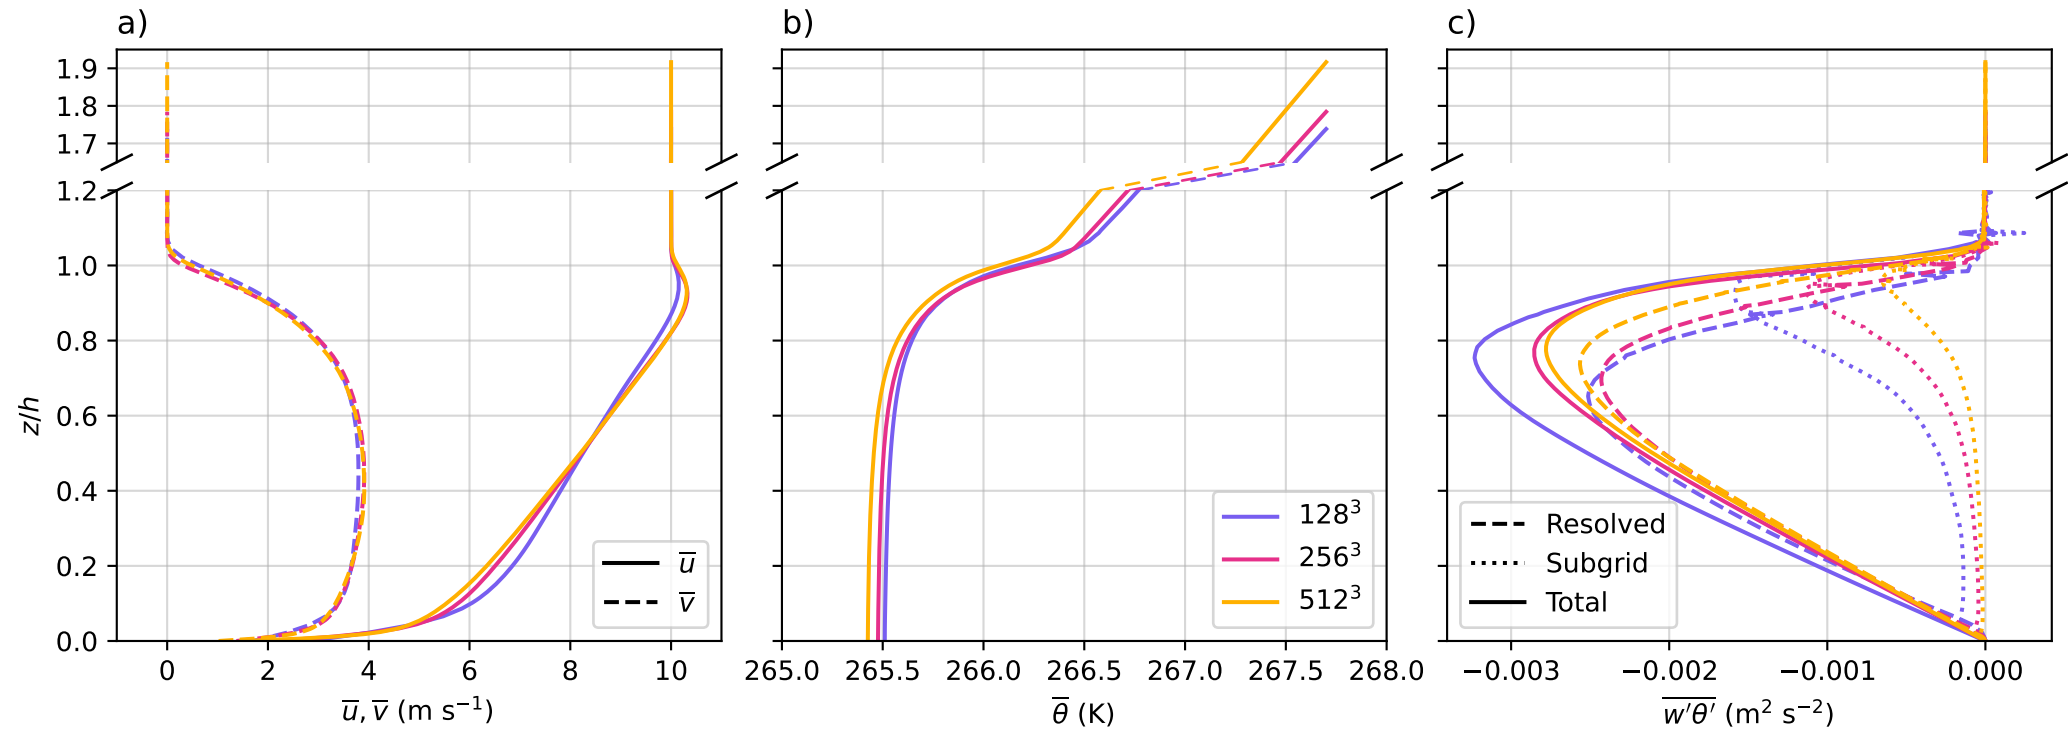 a)
b)
c)
1.9
1.8
1.7
1.2
1.0
0.8
0.6
0.4
0.2
0.0
z/h
u̅
v̅
128³
256³
512³
Resolved
Subgrid
Total
0 2 4 6 8 10
265.0 265.5 266.0 266.5 267.0 267.5 268.0
−0.003 −0.002 −0.001 0.000
u̅, v̅ (m s⁻¹)
θ̅ (K)
w̅′̅θ̅′̅ (m² s⁻²)